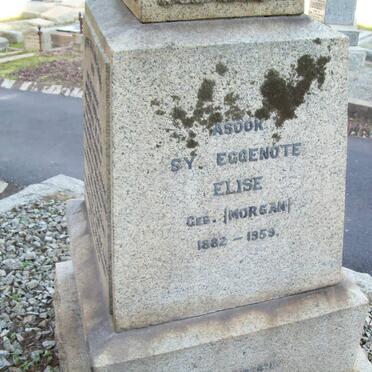 ASOOK
SY. EGGENOTE
ELISE
GEB. (MORGAN)
1882 – 1959.